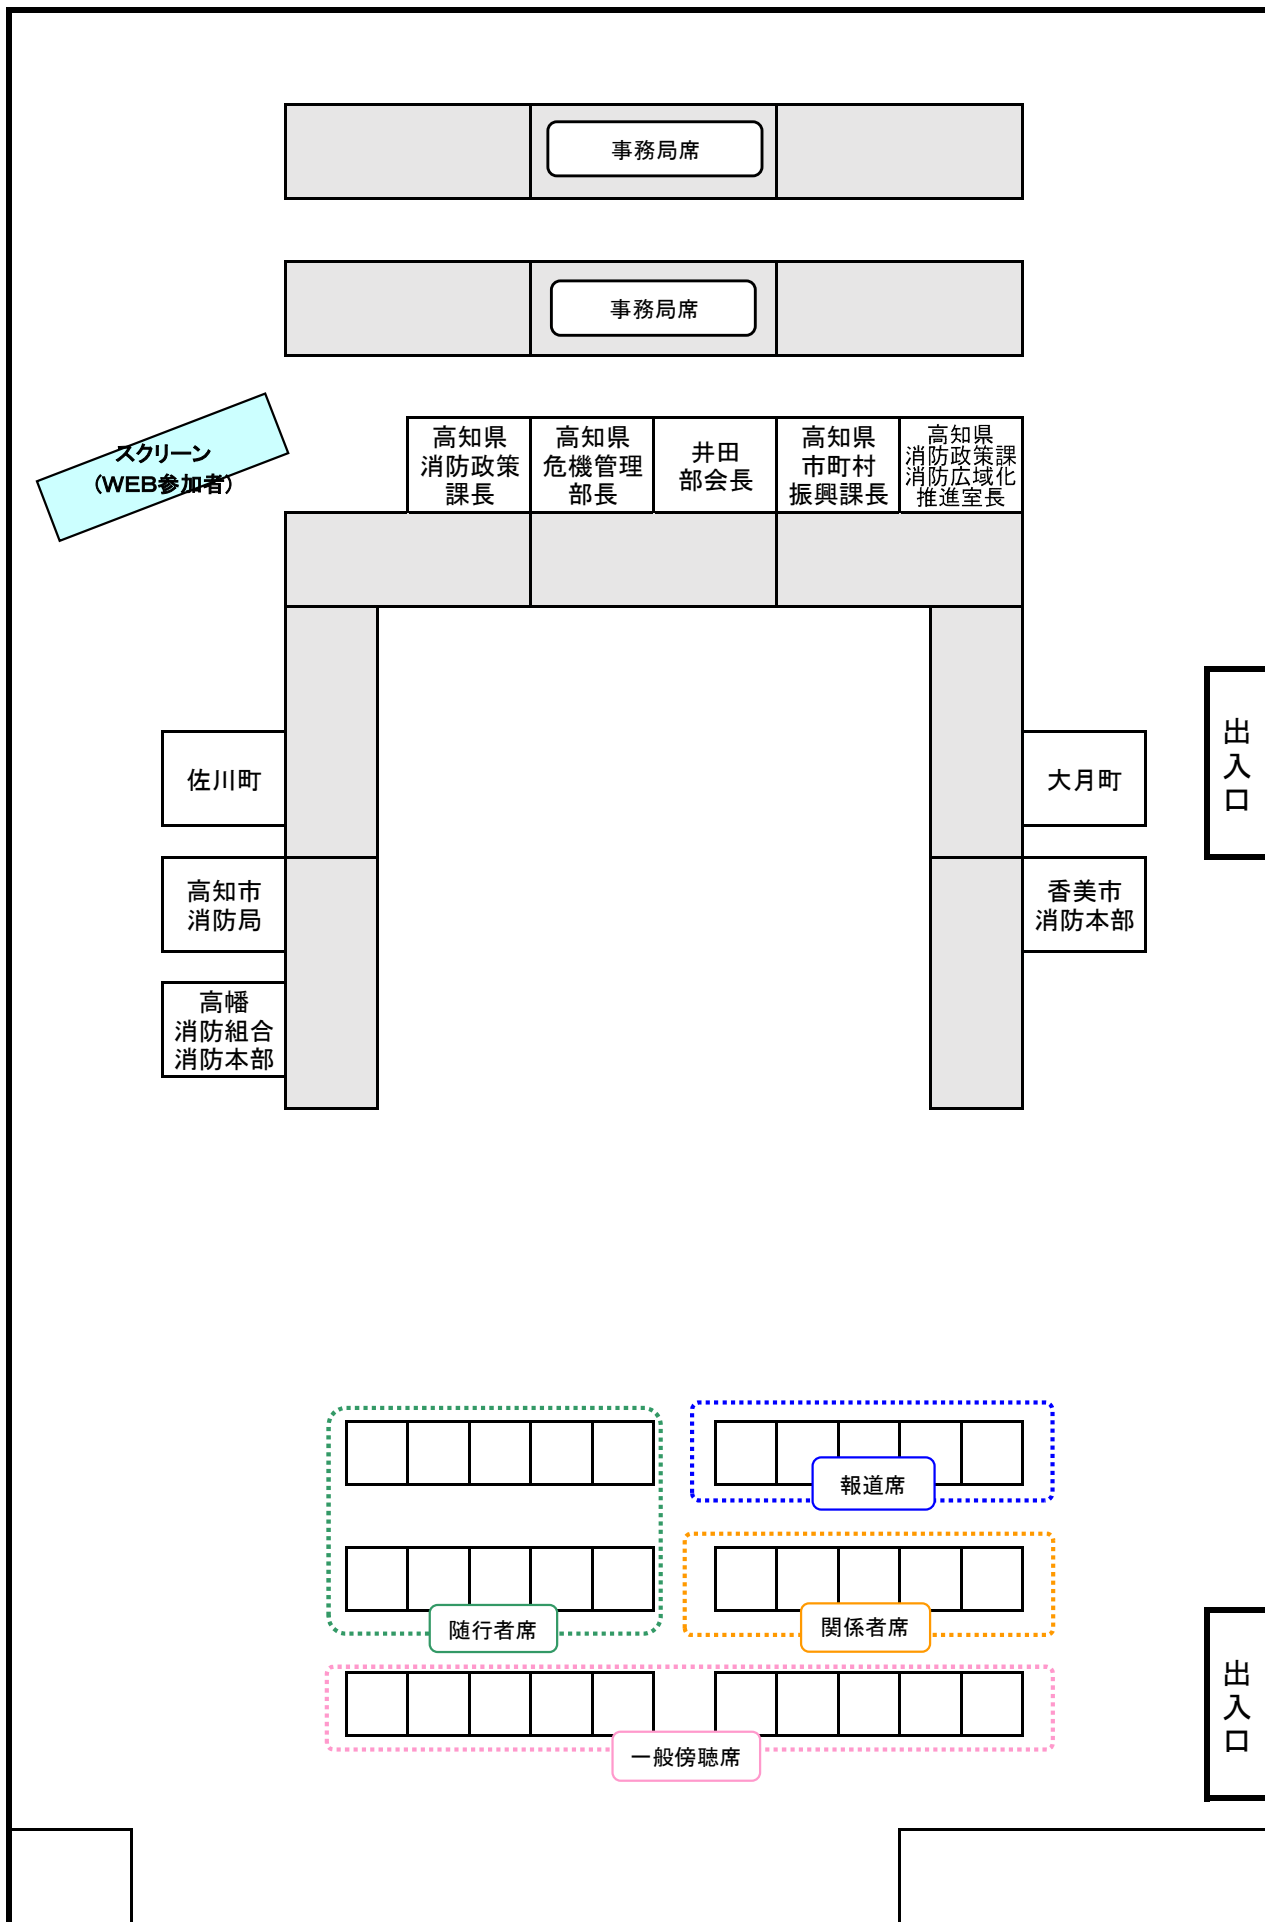 事務局席
事務局席
スクリーン
（WEB参加者）
高知県
消防政策
課長
高知県
危機管理
部長
井田
部会長
高知県
市町村
振興課長
高知県
消防政策課
消防広域化
推進室長
佐川町
大月町
出入口
高知市
消防局
香美市
消防本部
高幡
消防組合
消防本部
報道席
随行者席
関係者席
一般傍聴席
出入口